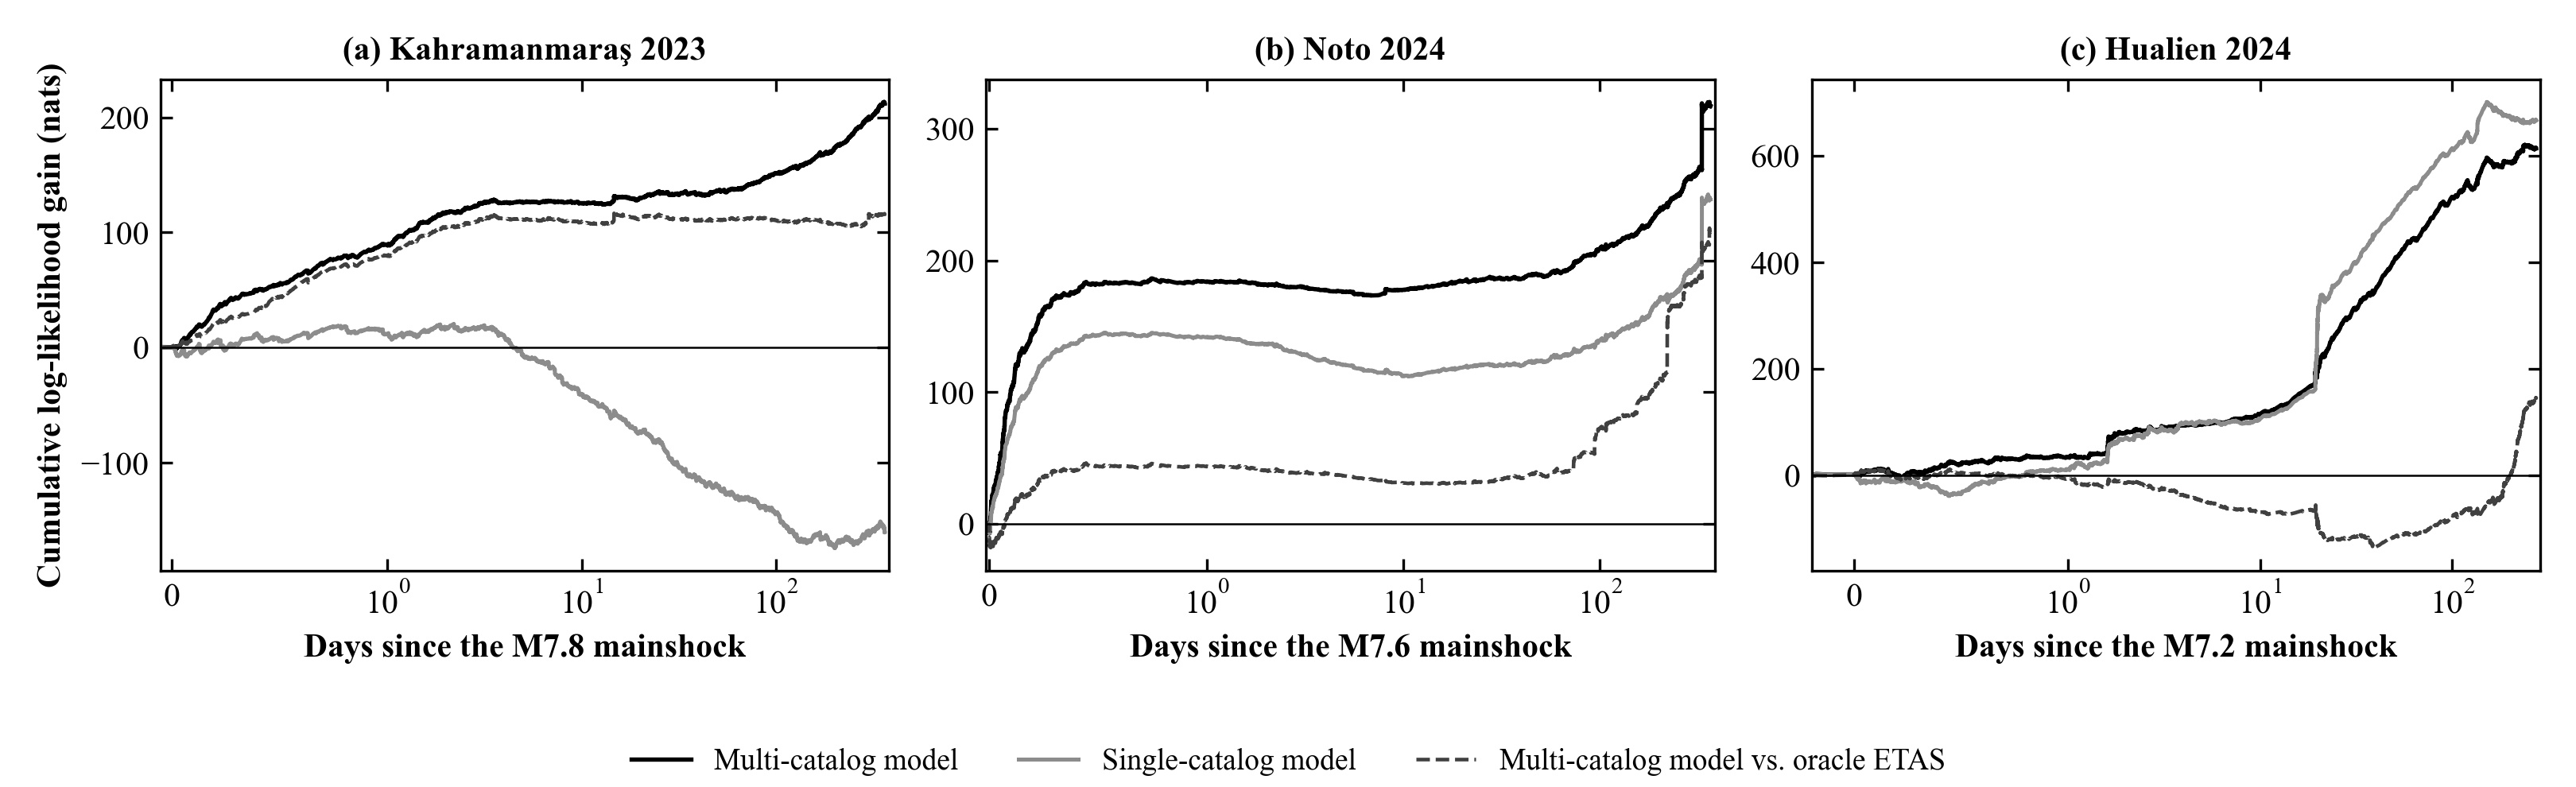 (a) Kahramanmaraş 2023
(b) Noto 2024
(c) Hualien 2024
Cumulative log-likelihood gain (nats)
200
100
0
−100
0
10^0
10^1
10^2
Days since the M7.8 mainshock
300
200
100
0
0
10^0
10^1
10^2
Days since the M7.6 mainshock
600
400
200
0
0
10^0
10^1
10^2
Days since the M7.2 mainshock
Multi-catalog model
Single-catalog model
Multi-catalog model vs. oracle ETAS